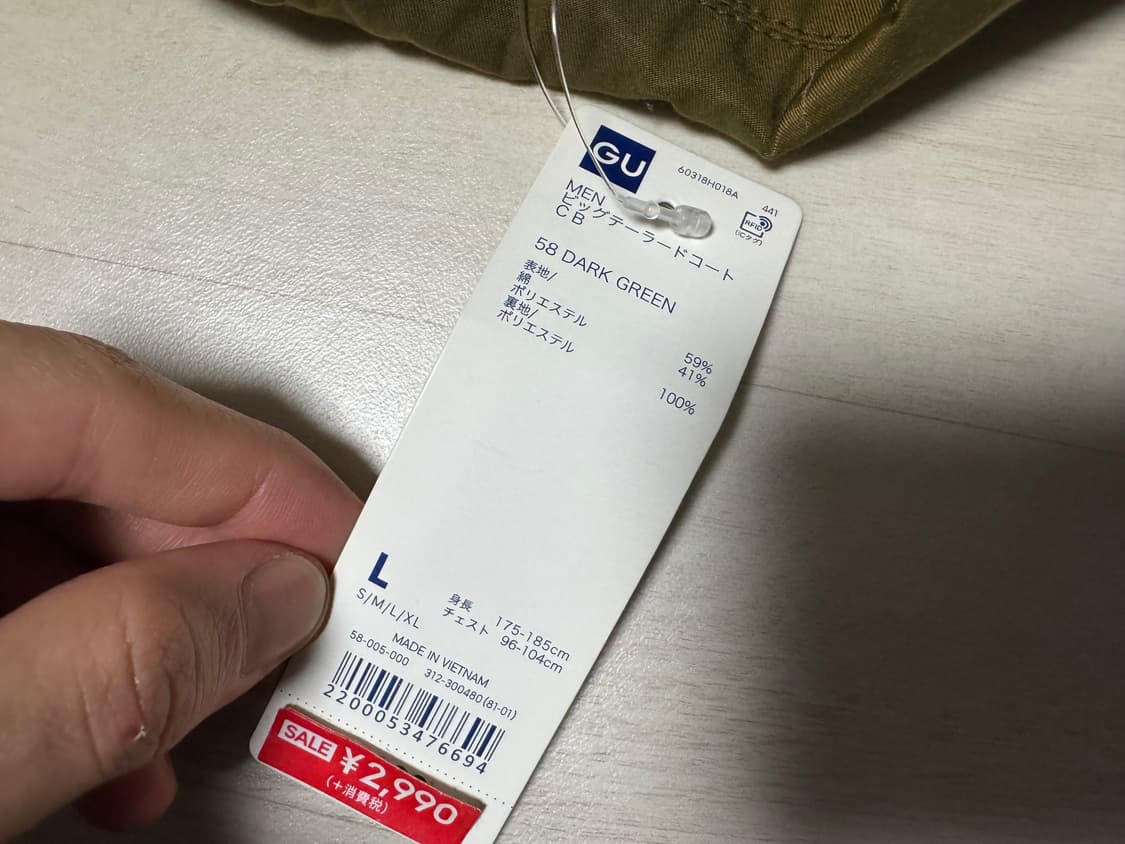 GU
60318H018A
441
RFID
(ICタグ)
MEN
ビッグテーラードコート
CB
58 DARK GREEN
表地/
綿 59%
ポリエステル 41%
裏地/
ポリエステル 100%
L
S/M/L/XL
身長 175-185cm
チェスト 96-104cm
MADE IN VIETNAM
58-005-000 312-300480(81-01)
2200053476694
SALE ¥2,990
(+消費税)